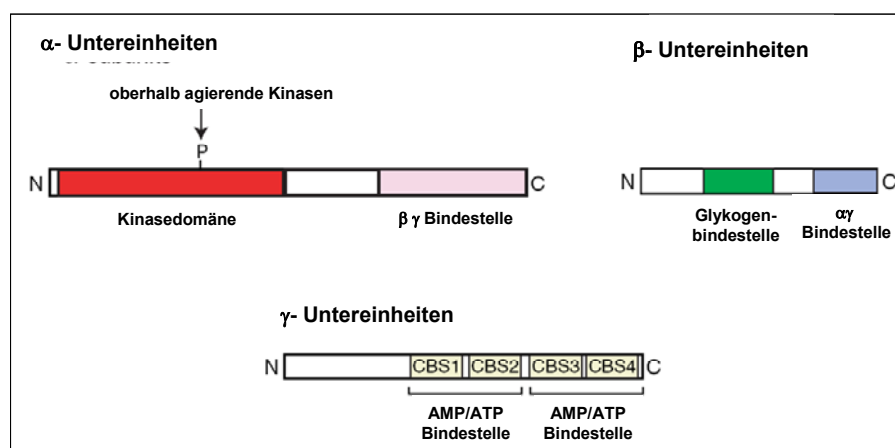 α- Untereinheiten
oberhalb agierende Kinasen
P
N
C
Kinasedomäne
β γ Bindestelle
β- Untereinheiten
N
C
Glykogen-
bindestelle
αγ
Bindestelle
γ- Untereinheiten
N
CBS1 CBS2 CBS3 CBS4
C
AMP/ATP
Bindestelle
AMP/ATP
Bindestelle